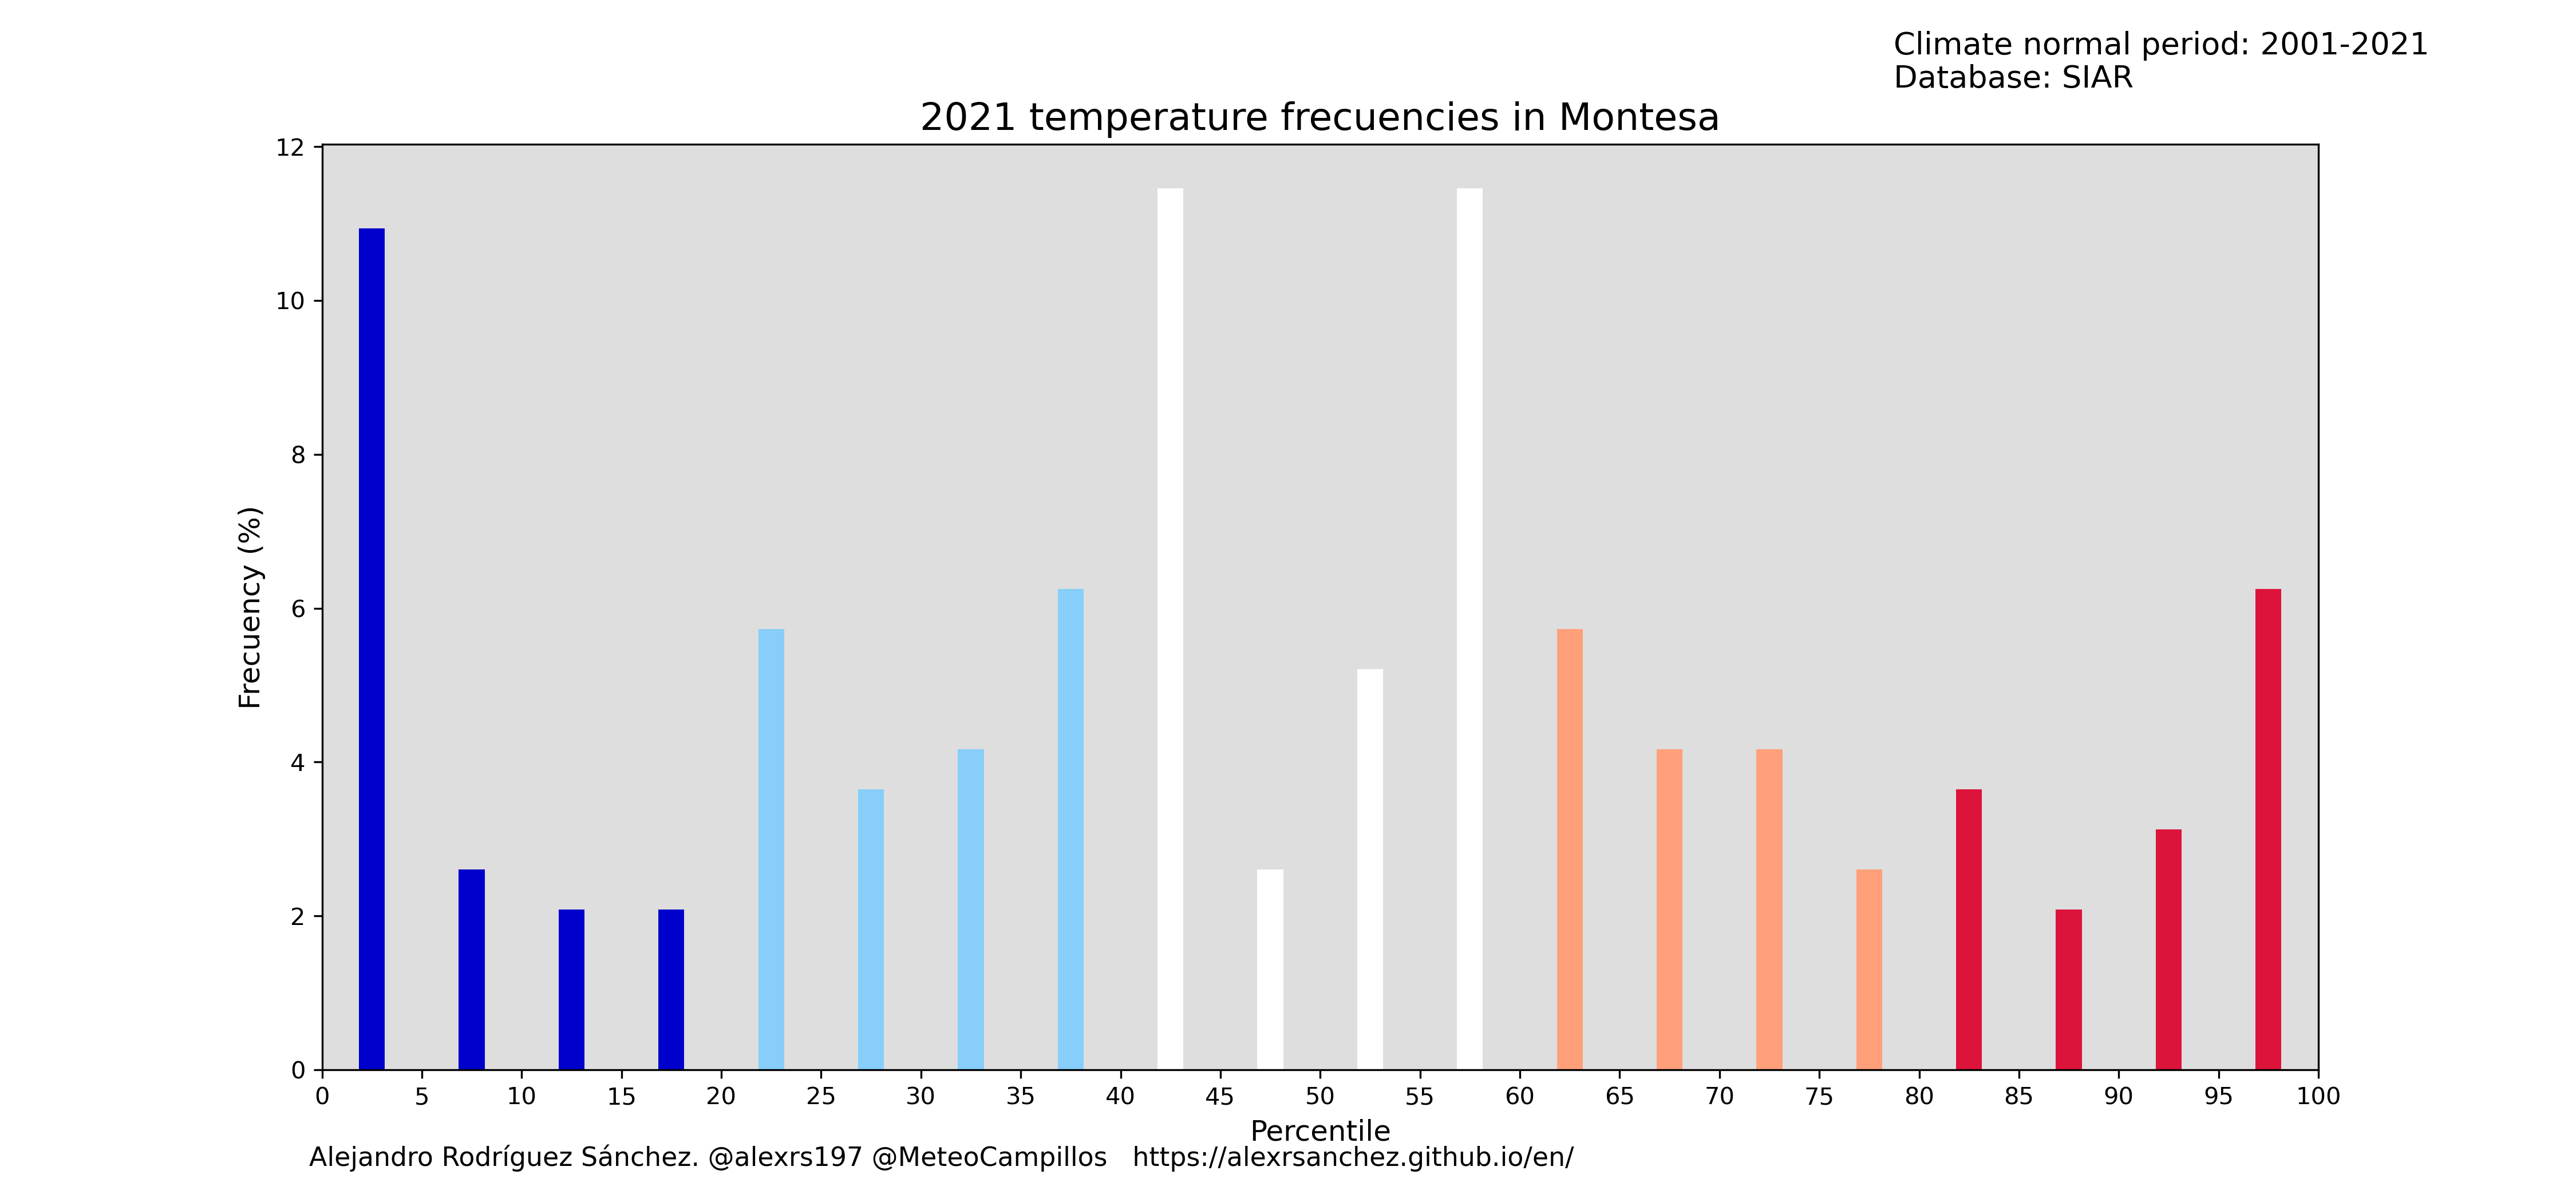 Climate normal period: 2001-2021
Database: SIAR
2021 temperature frecuencies in Montesa
12
10
8
6
4
2
0
Frecuency (%)
0 5 10 15 20 25 30 35 40 45 50 55 60 65 70 75 80 85 90 95 100
Percentile
Alejandro Rodríguez Sánchez. @alexrs197 @MeteoCampillos https://alexrsanchez.github.io/en/